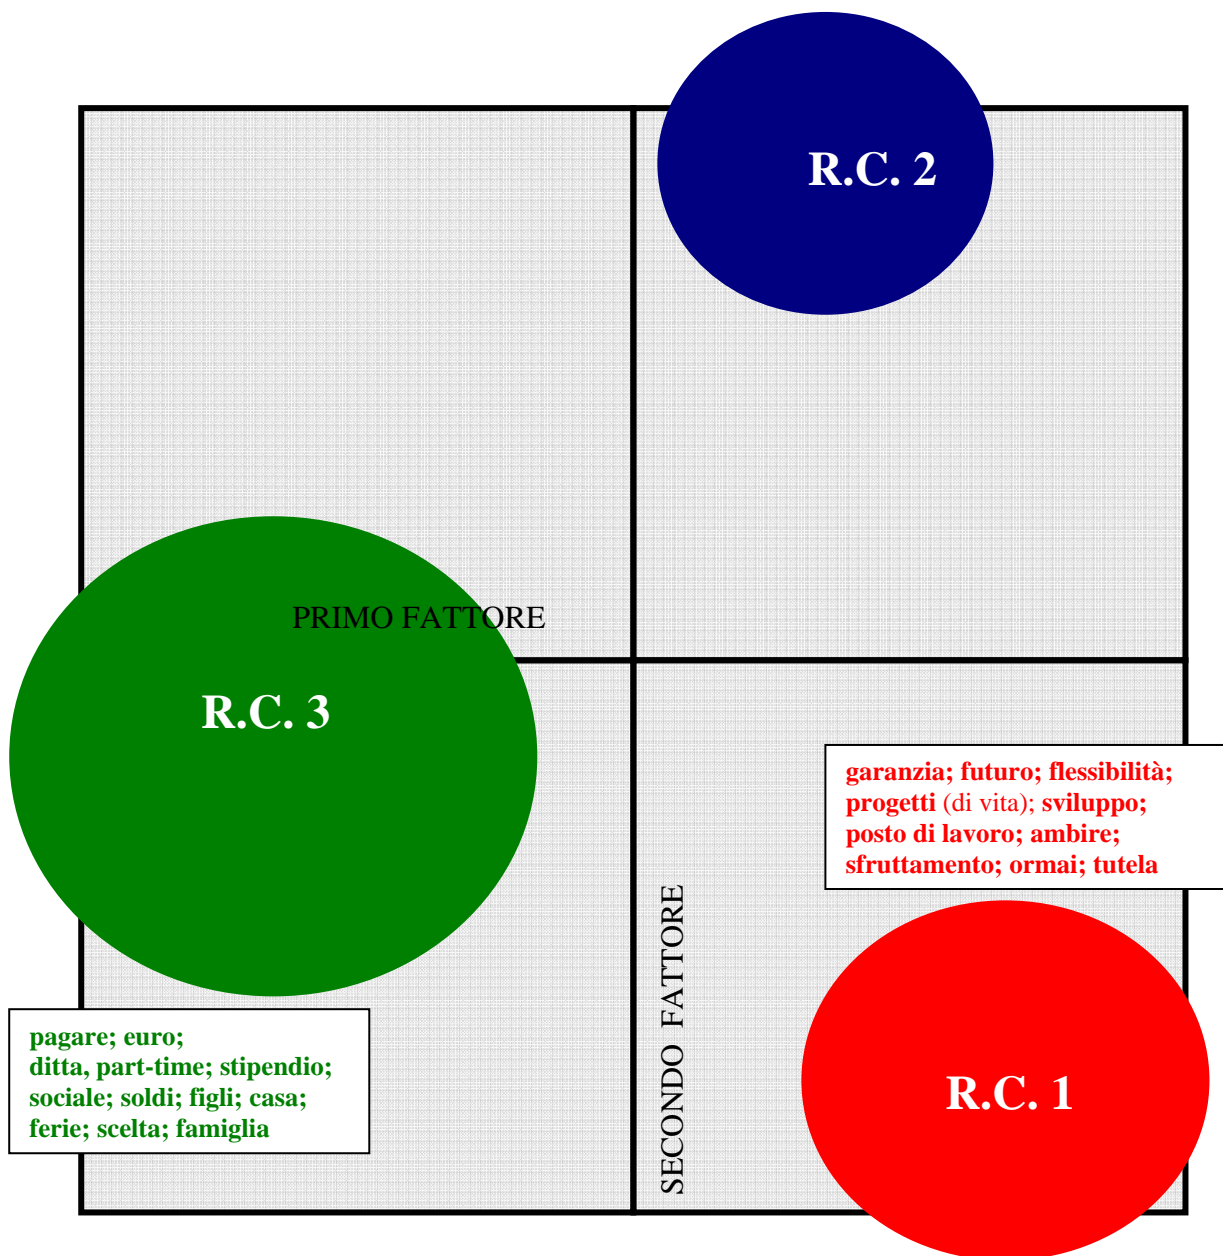 R.C. 2
PRIMO FATTORE
R.C. 3
garanzia; futuro; flessibilità;
progetti (di vita); sviluppo;
posto di lavoro; ambire;
sfruttamento; ormai; tutela
SECONDO FATTORE
pagare; euro;
ditta, part-time; stipendio;
sociale; soldi; figli; casa;
ferie; scelta; famiglia
R.C. 1